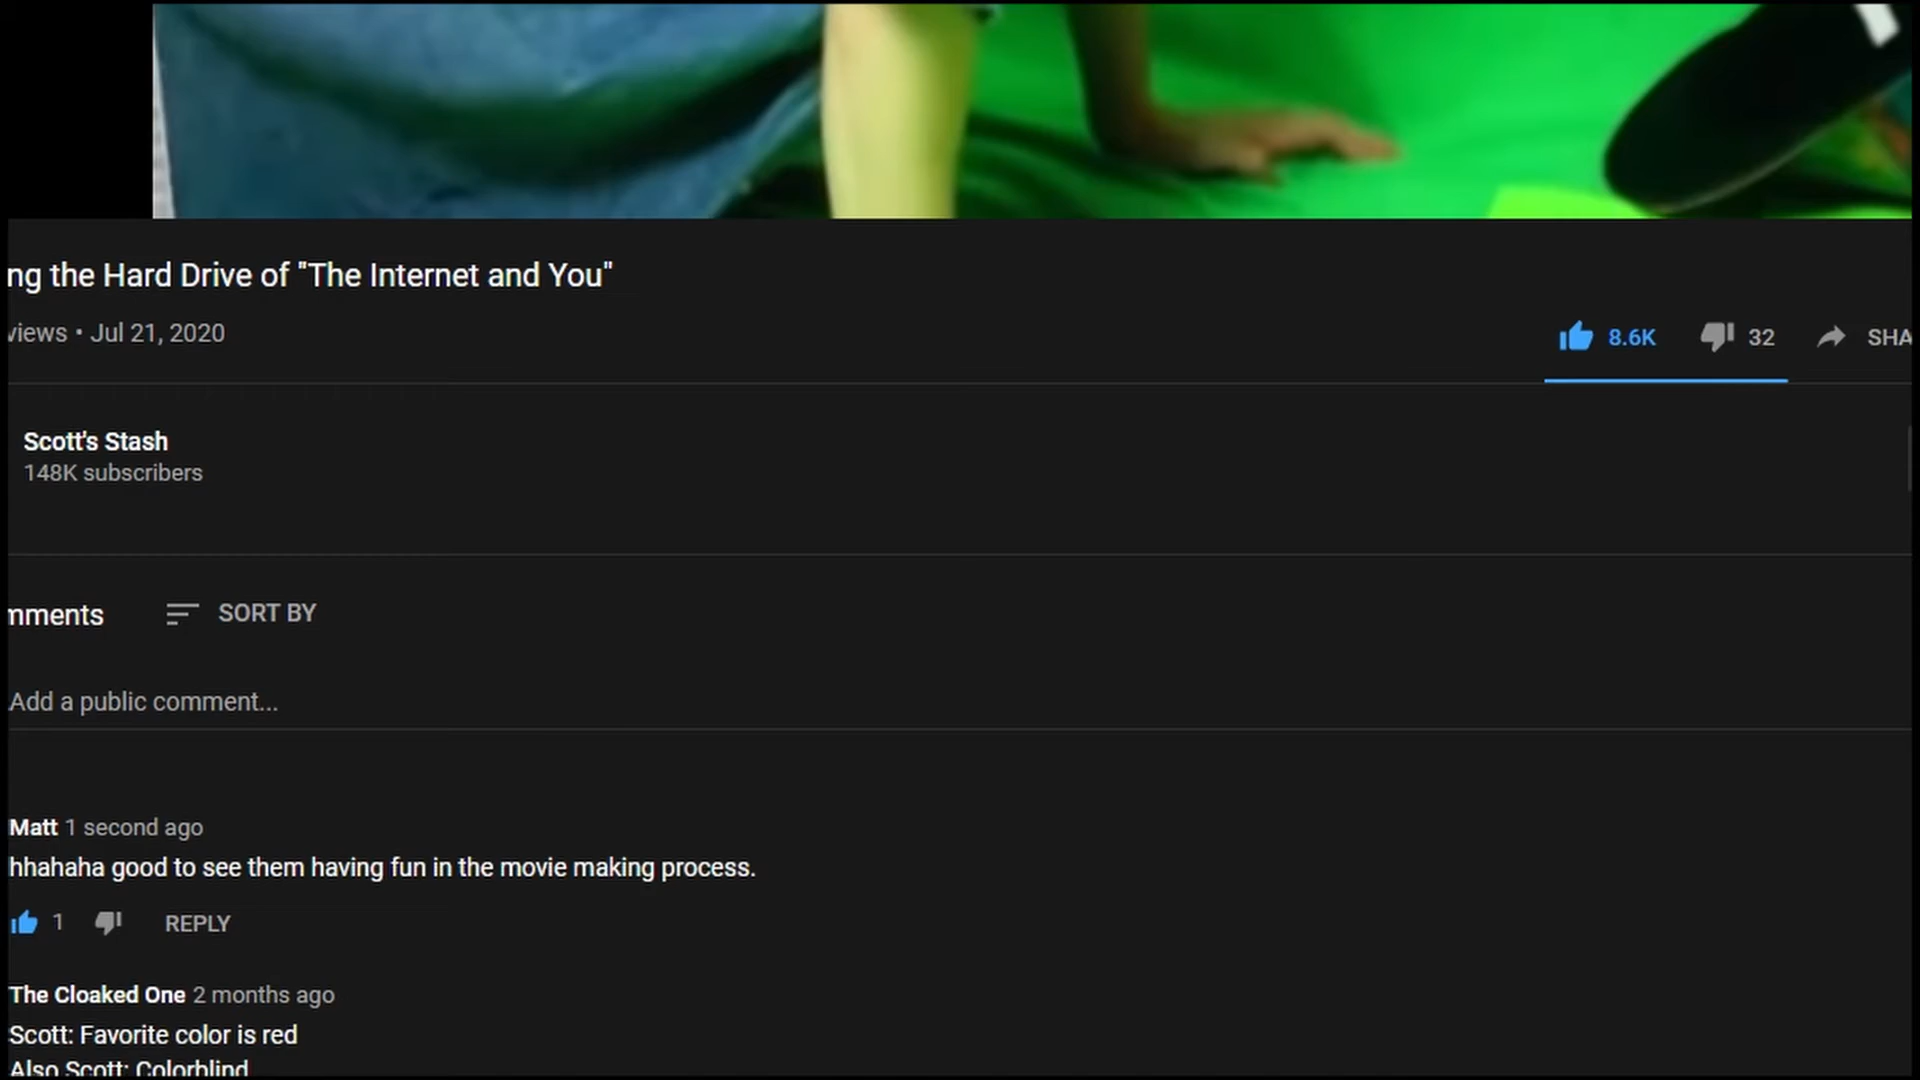 ng the Hard Drive of "The Internet and You"
views • Jul 21, 2020
8.6K 32 SHA
Scott's Stash
148K subscribers
mments SORT BY
Add a public comment...
Matt 1 second ago
hhahaha good to see them having fun in the movie making process.
1 REPLY
The Cloaked One 2 months ago
Scott: Favorite color is red
Also Scott: Colorblind